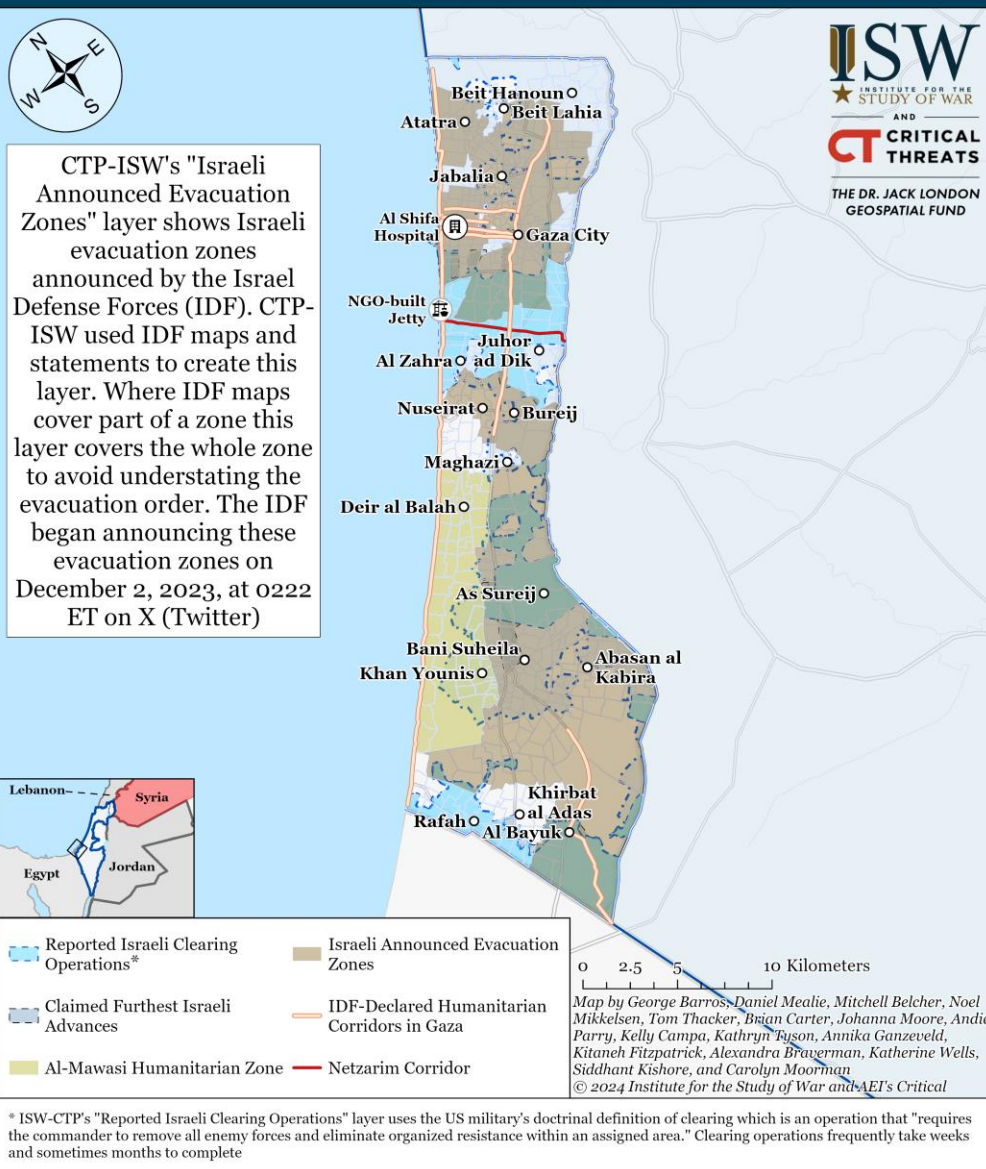 N
E
W
S
ISW
INSTITUTE FOR THE
STUDY OF WAR
AND
CT CRITICAL
THREATS
THE DR. JACK LONDON
GEOSPATIAL FUND
CTP-ISW's "Israeli
Announced Evacuation
Zones" layer shows Israeli
evacuation zones
announced by the Israel
Defense Forces (IDF). CTP-
ISW used IDF maps and
statements to create this
layer. Where IDF maps
cover part of a zone this
layer covers the whole zone
to avoid understating the
evacuation order. The IDF
began announcing these
evacuation zones on
December 2, 2023, at 0222
ET on X (Twitter)
Beit Hanoun
Beit Lahia
Atatra
Jabalia
Al Shifa
Hospital
Gaza City
NGO-built
Jetty
Juhor
ad Dik
Al Zahra
Nuseirat
Bureij
Maghazi
Deir al Balah
As Sureij
Bani Suheila
Abasan al
Kabira
Khan Younis
Khirbat
al Adas
Rafah
Al Bayuk
Lebanon
Syria
Egypt
Jordan
Reported Israeli Clearing
Operations*
Claimed Furthest Israeli
Advances
Al-Mawasi Humanitarian Zone
Israeli Announced Evacuation
Zones
IDF-Declared Humanitarian
Corridors in Gaza
Netzarim Corridor
0 2.5 5 10 Kilometers
Map by George Barros, Daniel Mealie, Mitchell Belcher, Noel
Mikkelsen, Tom Thacker, Brian Carter, Johanna Moore, Andie
Parry, Kelly Campa, Kathryn Tyson, Annika Ganzeveld,
Kitaneh Fitzpatrick, Alexandra Braverman, Katherine Wells,
Siddhant Kishore, and Carolyn Moorman
© 2024 Institute for the Study of War and AEI's Critical
* ISW-CTP's "Reported Israeli Clearing Operations" layer uses the US military's doctrinal definition of clearing which is an operation that "requires
the commander to remove all enemy forces and eliminate organized resistance within an assigned area." Clearing operations frequently take weeks
and sometimes months to complete